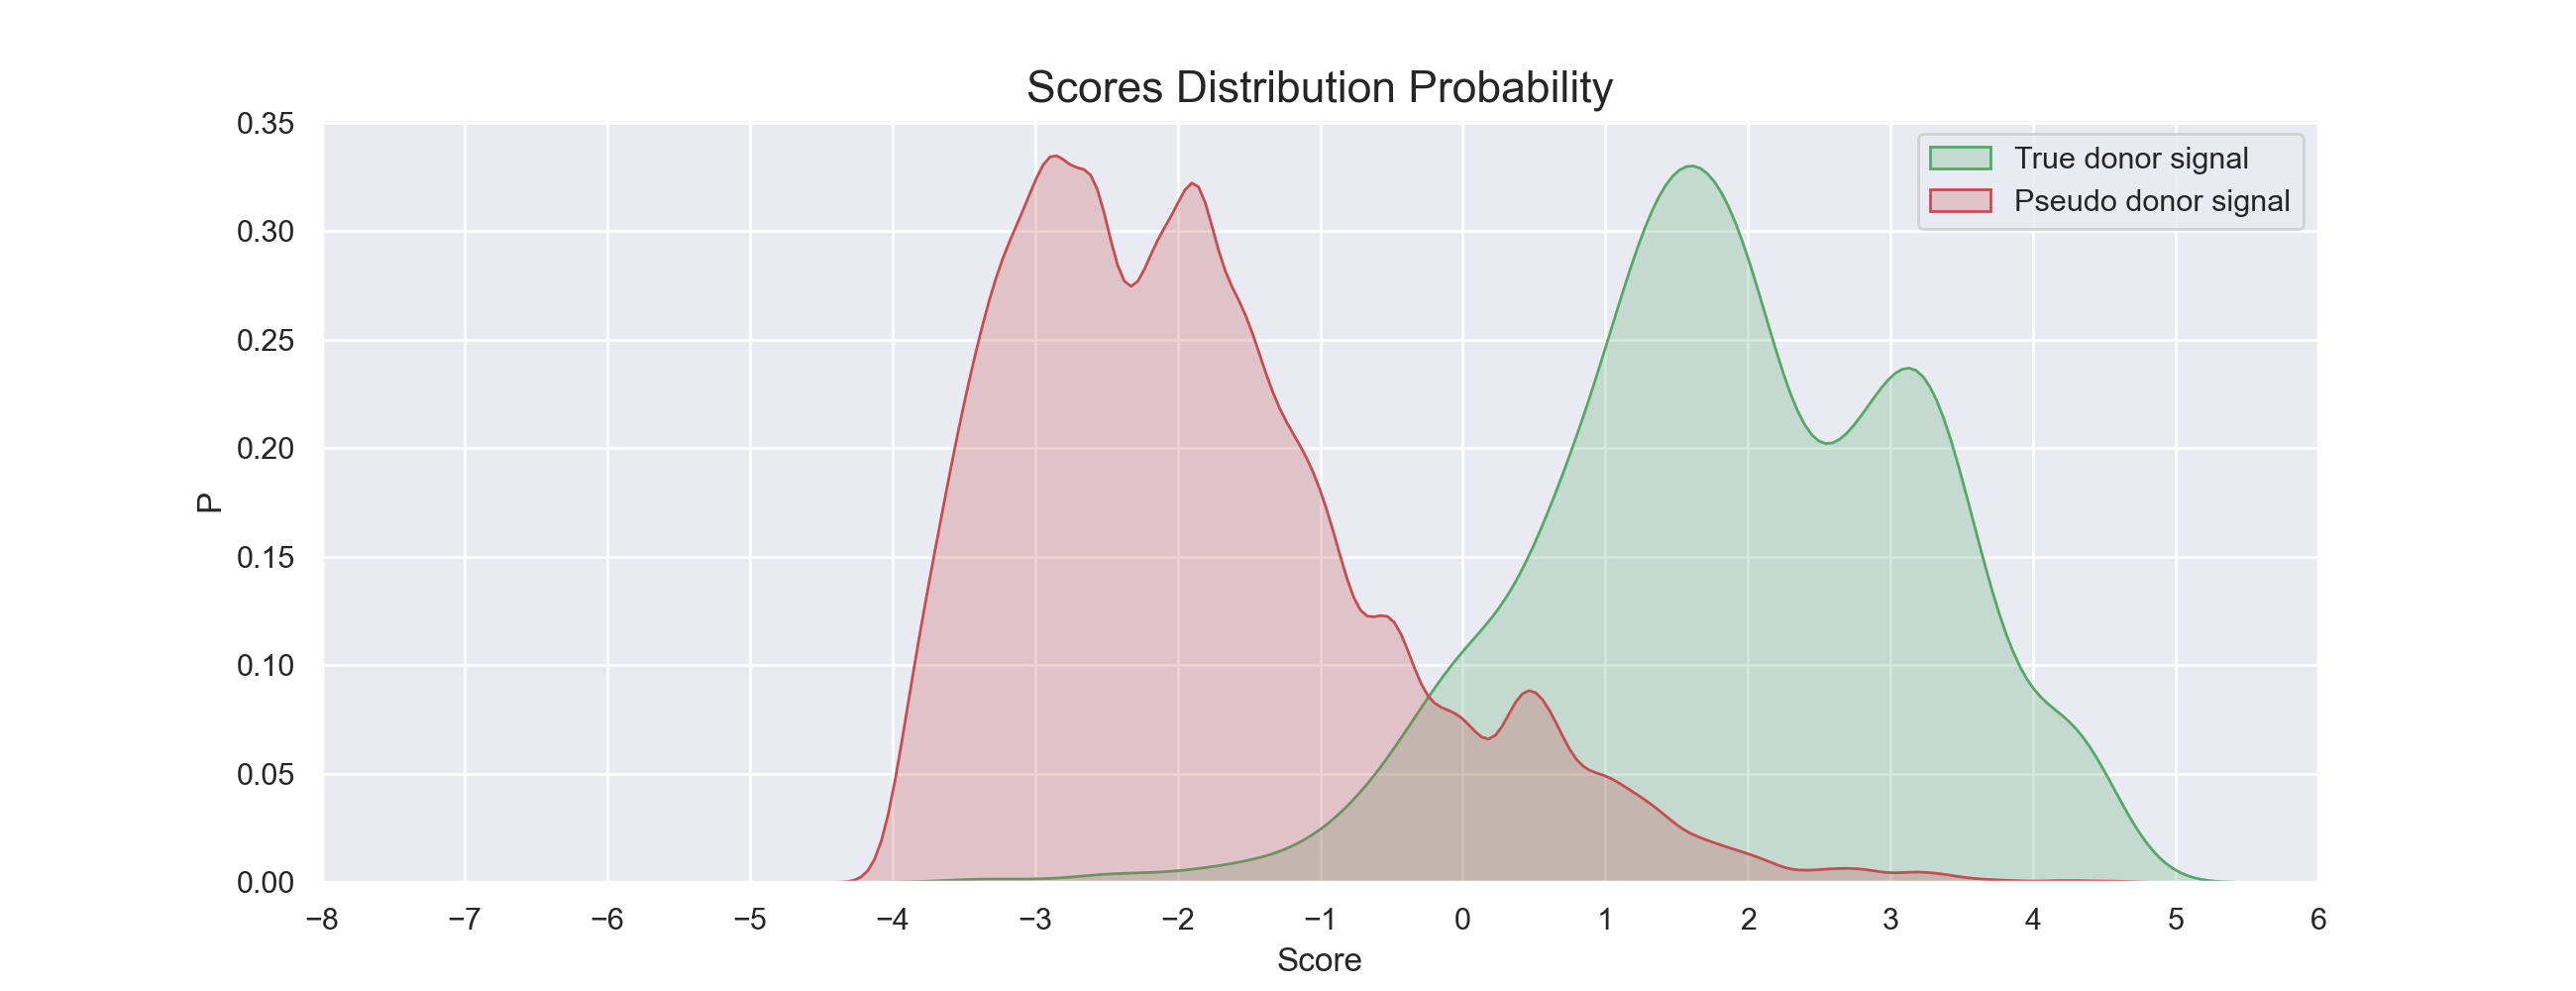 Scores Distribution Probability
0.35
0.30
0.25
0.20
0.15
0.10
0.05
0.00
P
True donor signal
Pseudo donor signal
−8 −7 −6 −5 −4 −3 −2 −1 0 1 2 3 4 5 6
Score